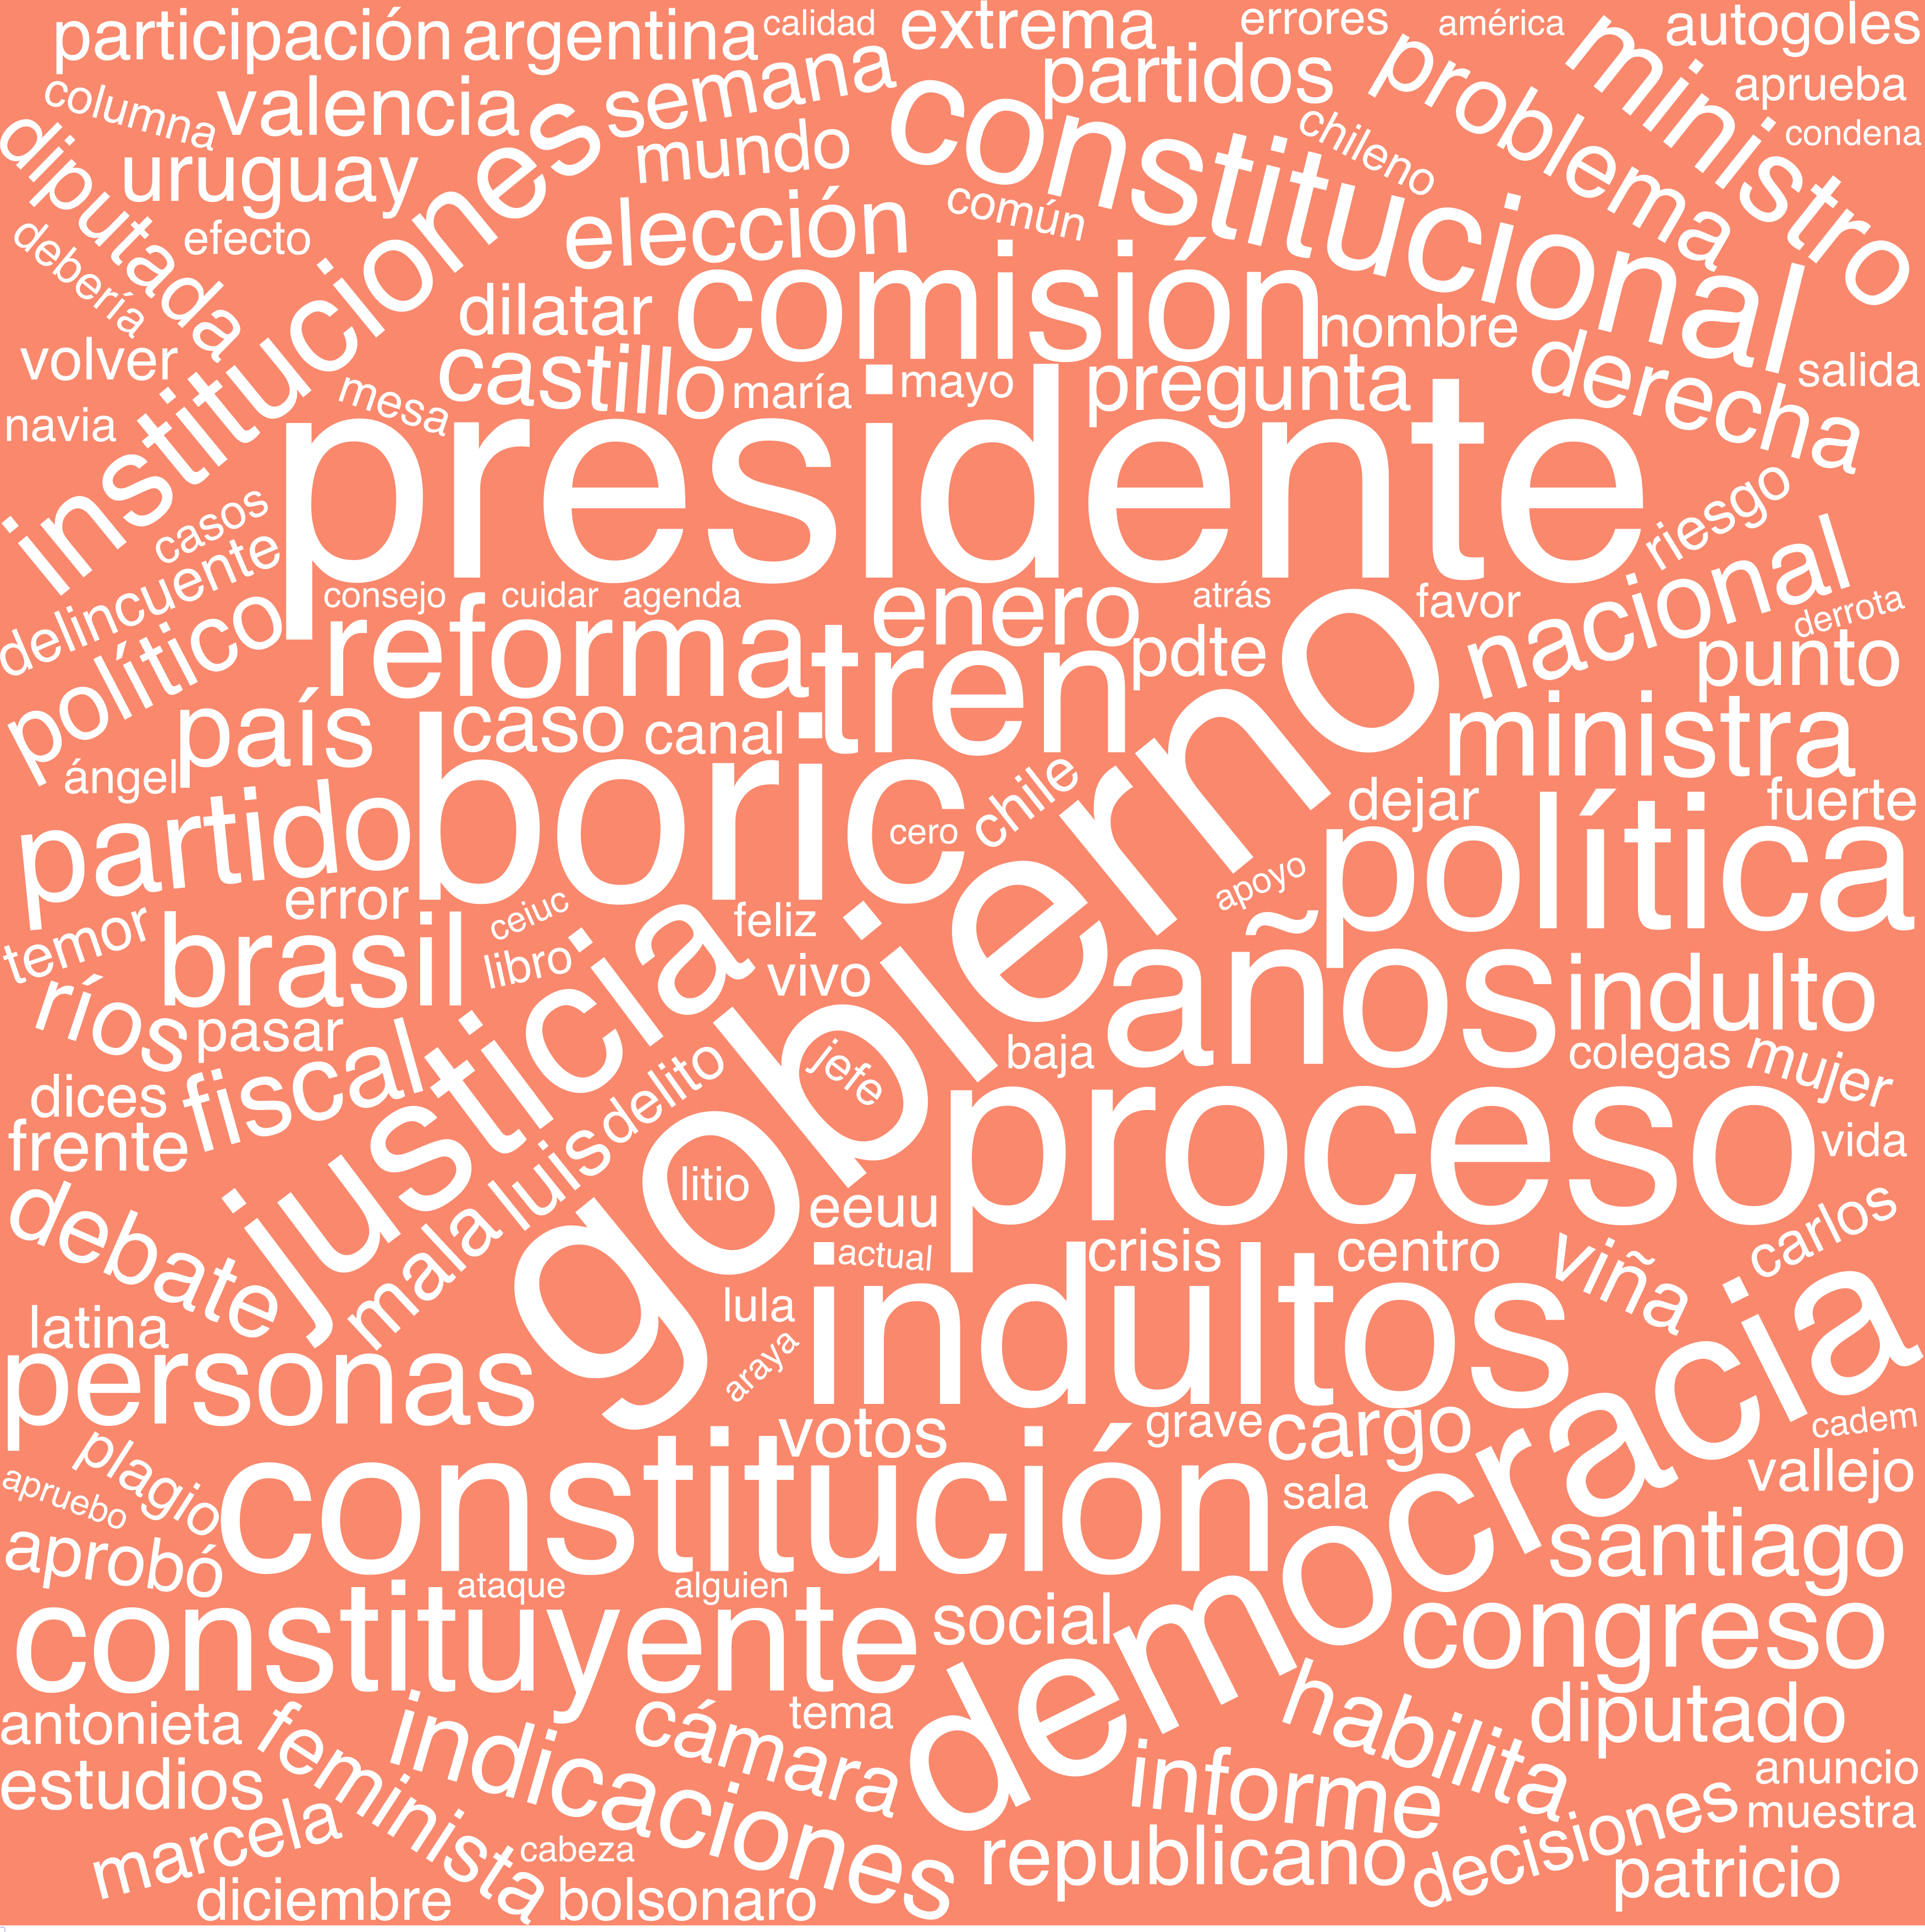 participación
argentina
calidad
extrema
errores
américa
autogoles
columna
valencia
semana
partidos
problema
ministro
aprueba
condena
diputada
uruguay
instituciones
mundo
constitucional
chileno
común
debería
efecto
elección
comisión
dilatar
nombre
derecha
volver
castillo
maría
mayo
pregunta
salida
navia
mesa
presidente
casos
riesgo
delincuente
consejo
cuidar
agenda
enero
atrás
favor
nacional
derrota
político
reforma
tren
pdte
punto
país
caso
canal
gobierno
ministra
ángel
boric
cero
chile
dejar
fuerte
partido
política
error
ceiuc
feliz
apoyo
temor
brasil
libro
vivo
años
indulto
ríos
pasar
justicia
baja
colegas
mujer
dices
fiscal
delito
jefe
proceso
frente
luis
litio
vida
debate
mala
eeuu
actual
crisis
centro
viña
carlos
latina
lula
indultos
democracia
personas
araya
votos
grave
cargo
cadem
plagio
constitución
sala
vallejo
apruebo
aprobó
santiago
ataque
alguien
constituyente
social
congreso
antonieta
feminista
indicaciones
cámara
tema
habilita
diputado
estudios
informe
anuncio
marcela
cabeza
republicano
decisiones
muestra
diciembre
bolsonaro
patricio